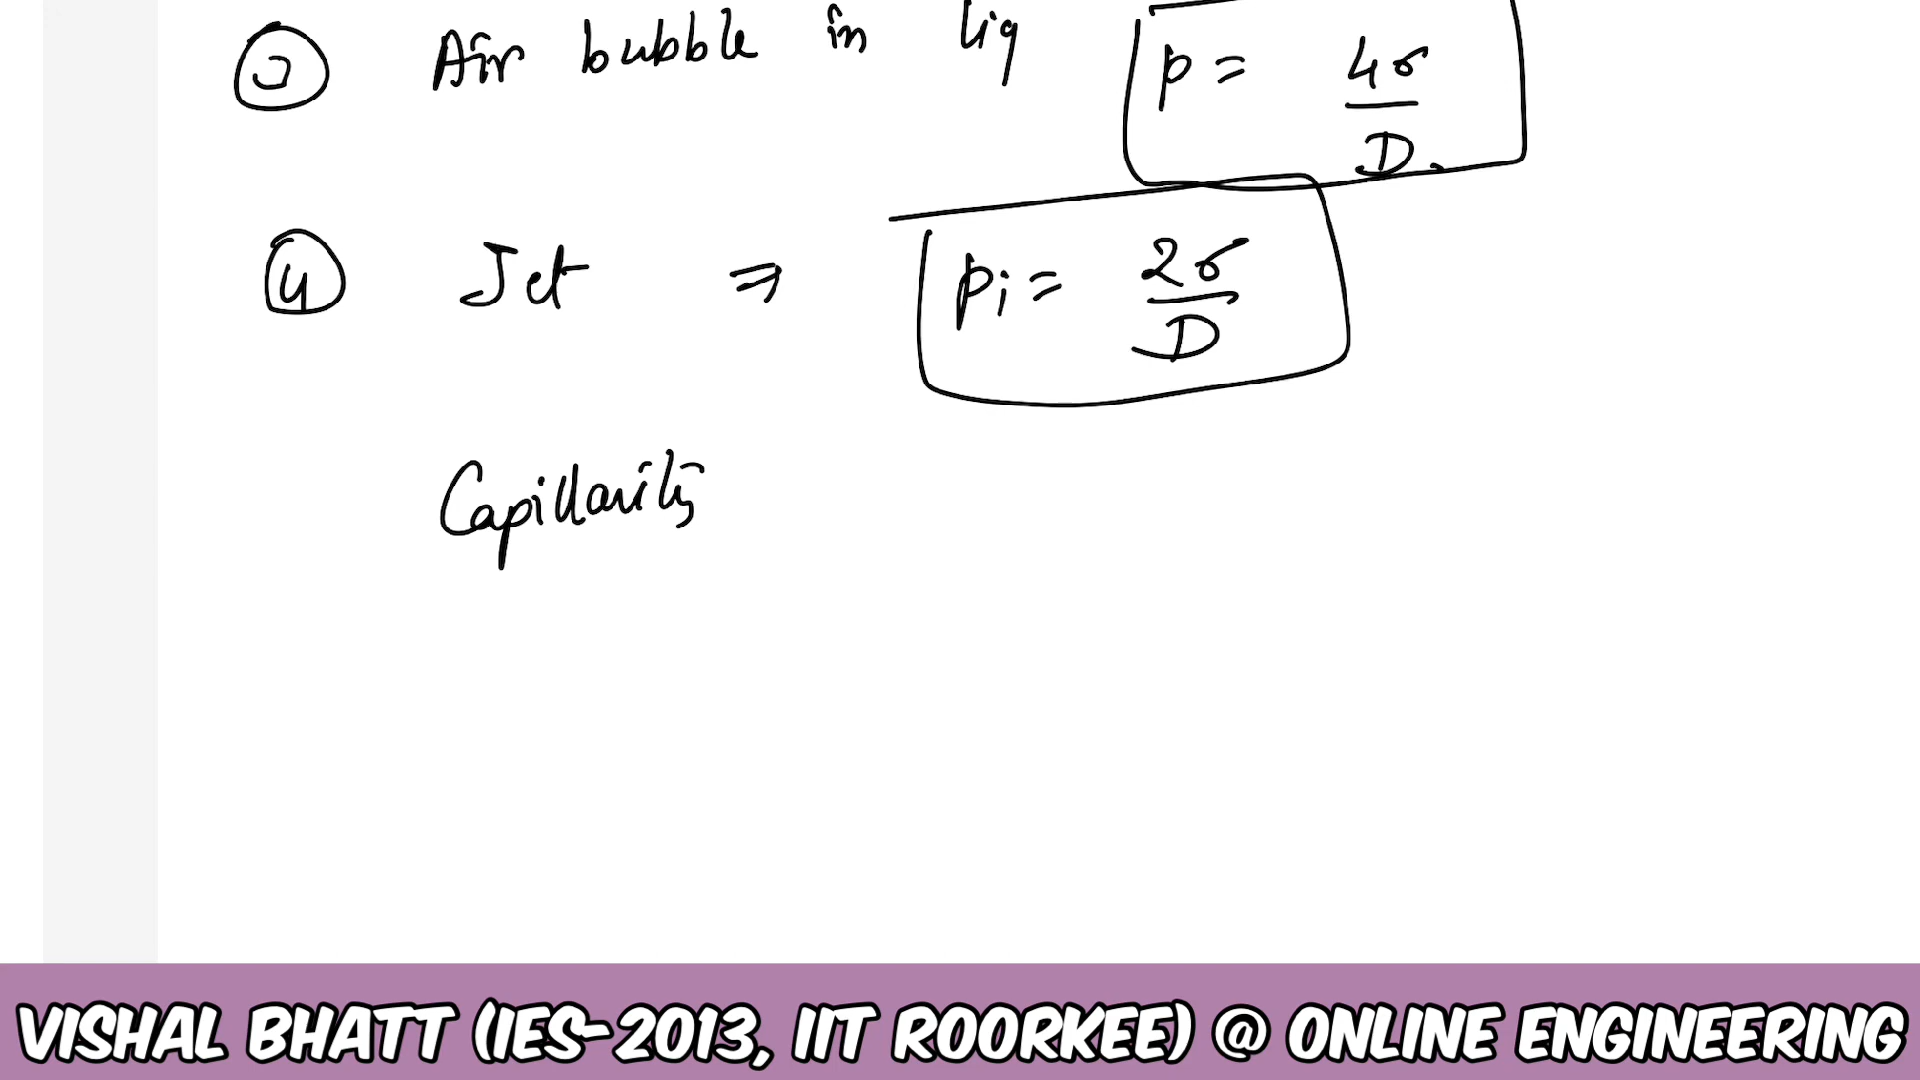 ③ Air bubble in liq p = 4σ/D.
④ Jet ⇒ pi = 2σ/D
Capillarity
VISHAL BHATT (IES-2013, IIT ROORKEE) @ ONLINE ENGINEERING